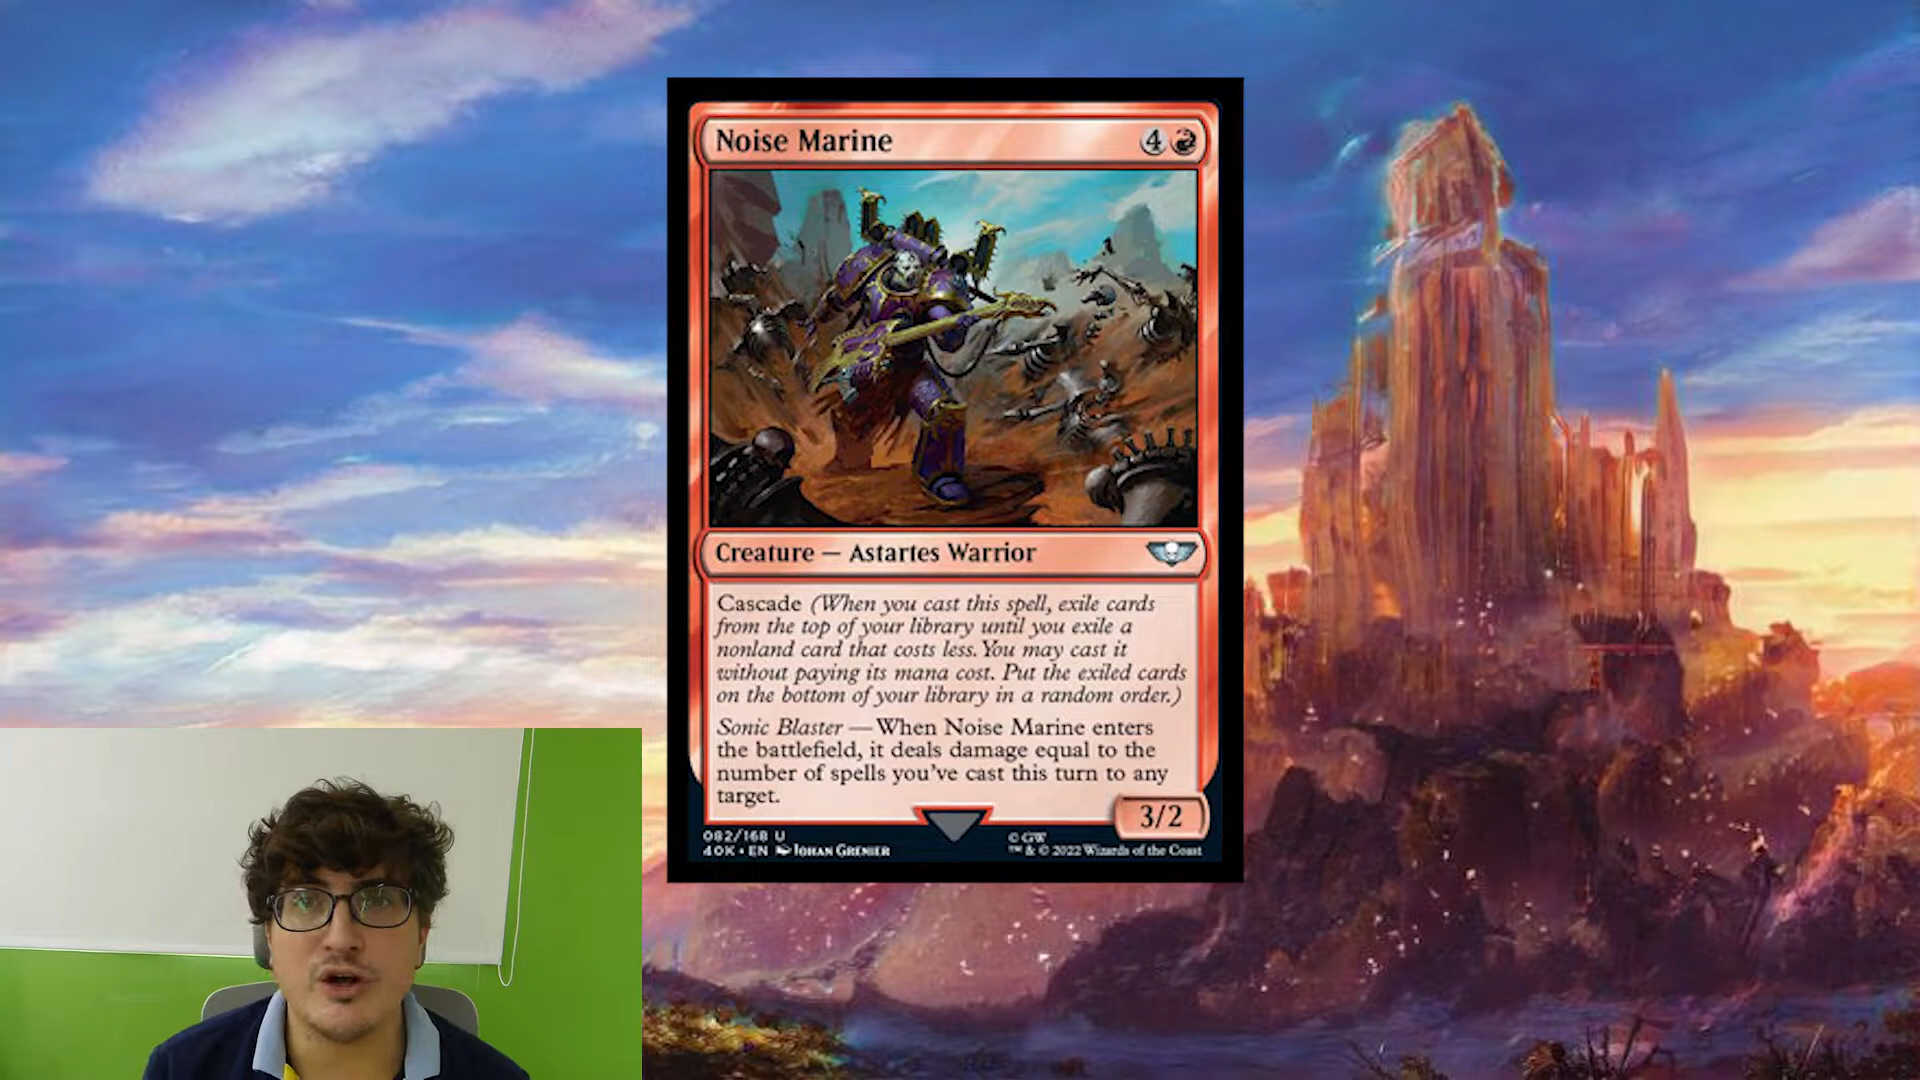 Noise Marine 4
Creature — Astartes Warrior
Cascade (When you cast this spell, exile cards
from the top of your library until you exile a
nonland card that costs less. You may cast it
without paying its mana cost. Put the exiled cards
on the bottom of your library in a random order.)
Sonic Blaster — When Noise Marine enters
the battlefield, it deals damage equal to the
number of spells you've cast this turn to any
target.
3/2
082/168 U
40K • EN Johan Grenier
© GW
™ & © 2022 Wizards of the Coast